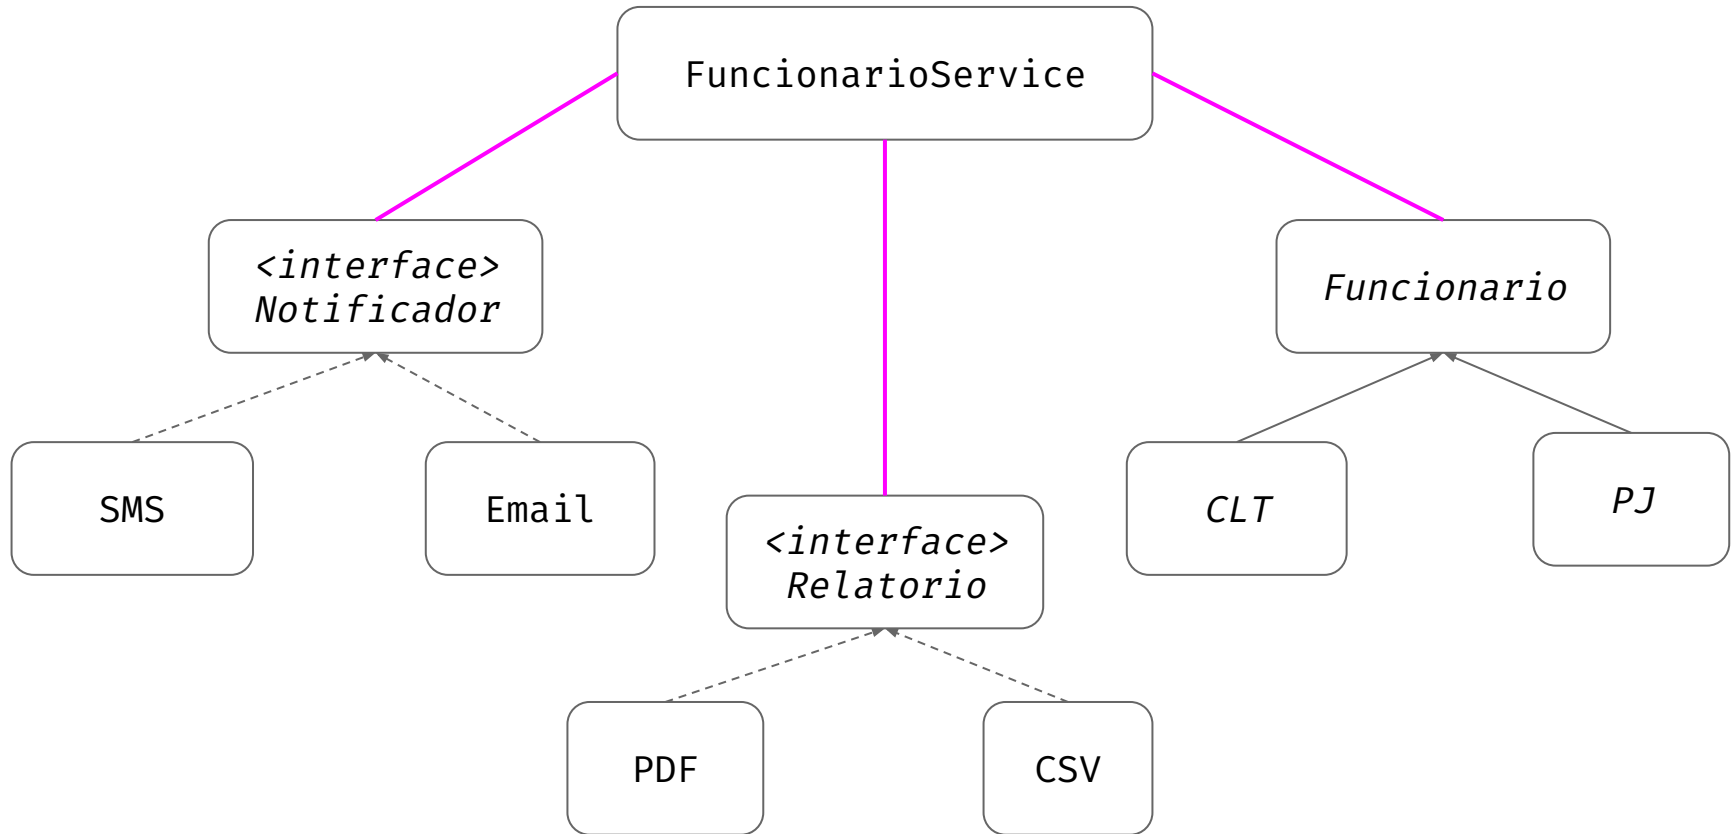 FuncionarioService
<interface>
Notificador
Funcionario
SMS
Email
<interface>
Relatorio
CLT
PJ
PDF
CSV